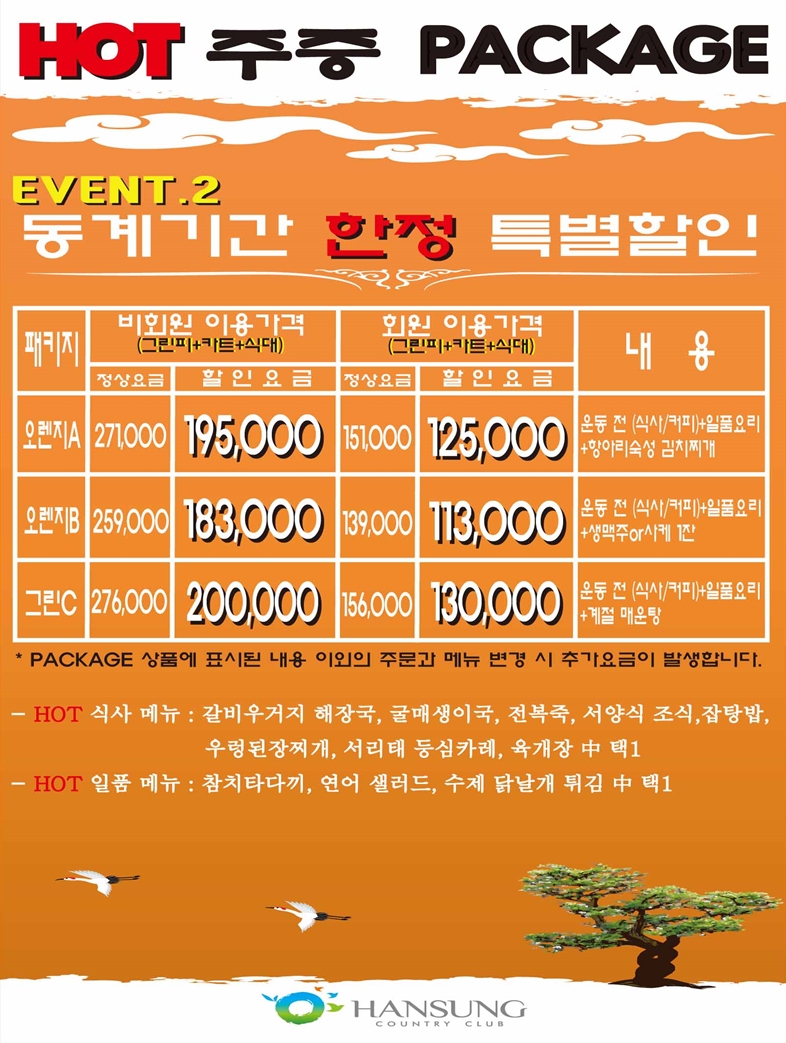 HOT 주중 PACKAGE
EVENT.2
동계기간 한정 특별할인
패키지 비회원 이용가격 회원 이용가격 내 용
(그린피+카트+식대) (그린피+카트+식대)
정상요금 할인요금 정상요금 할인요금
오렌지A 271,000 195,000 151,000 125,000 운동 전 (식사/커피)+일품요리
+항아리숙성 김치찌개
오렌지B 259,000 183,000 139,000 113,000 운동 전 (식사/커피)+일품요리
+생맥주or사케 1잔
그린C 276,000 200,000 156,000 130,000 운동 전 (식사/커피)+일품요리
+계절 매운탕
* PACKAGE 상품에 표시된 내용 이외의 주문과 메뉴 변경 시 추가요금이 발생합니다.
- HOT 식사 메뉴 : 갈비우거지 해장국, 굴매생이국, 전복죽, 서양식 조식,잡탕밥,
우렁된장찌개, 서리태 등심카레, 육개장 中 택1
- HOT 일품 메뉴 : 참치타다끼, 연어 샐러드, 수제 닭날개 튀김 中 택1
HANSUNG
COUNTRY CLUB